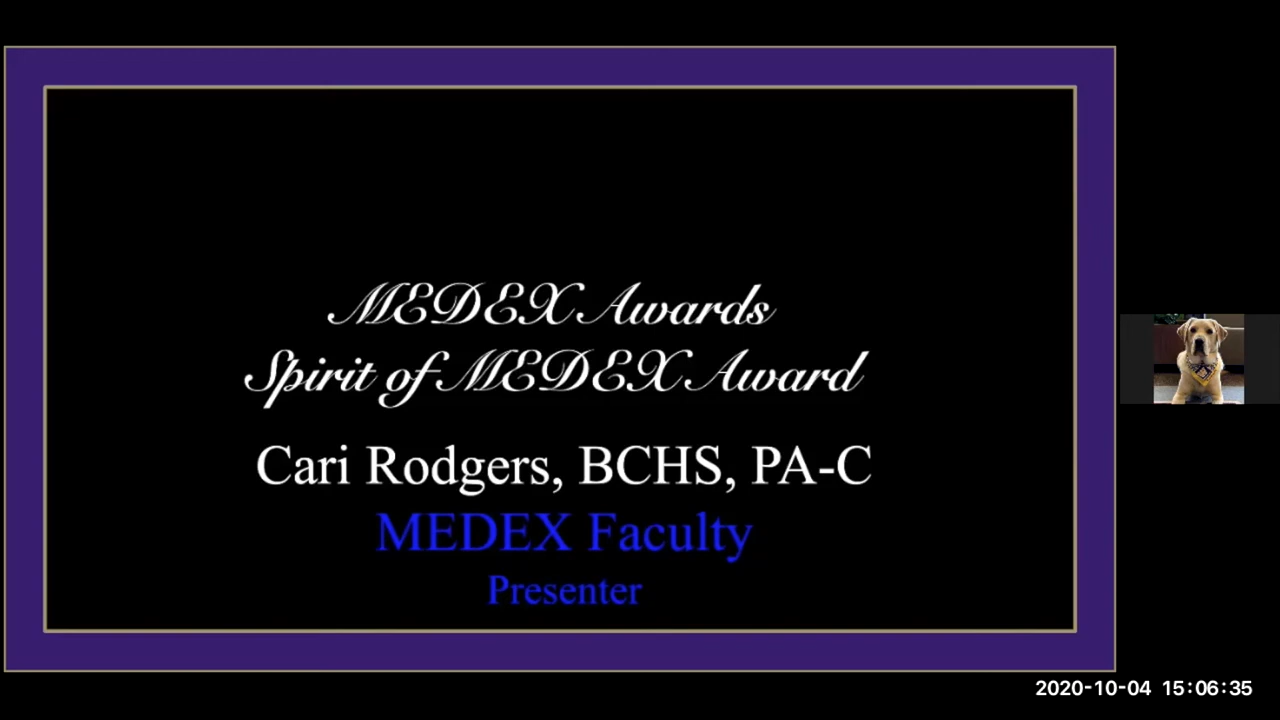 MEDEX Awards
Spirit of MEDEX Award
Cari Rodgers, BCHS, PA-C
MEDEX Faculty
Presenter
2020-10-04 15:06:35